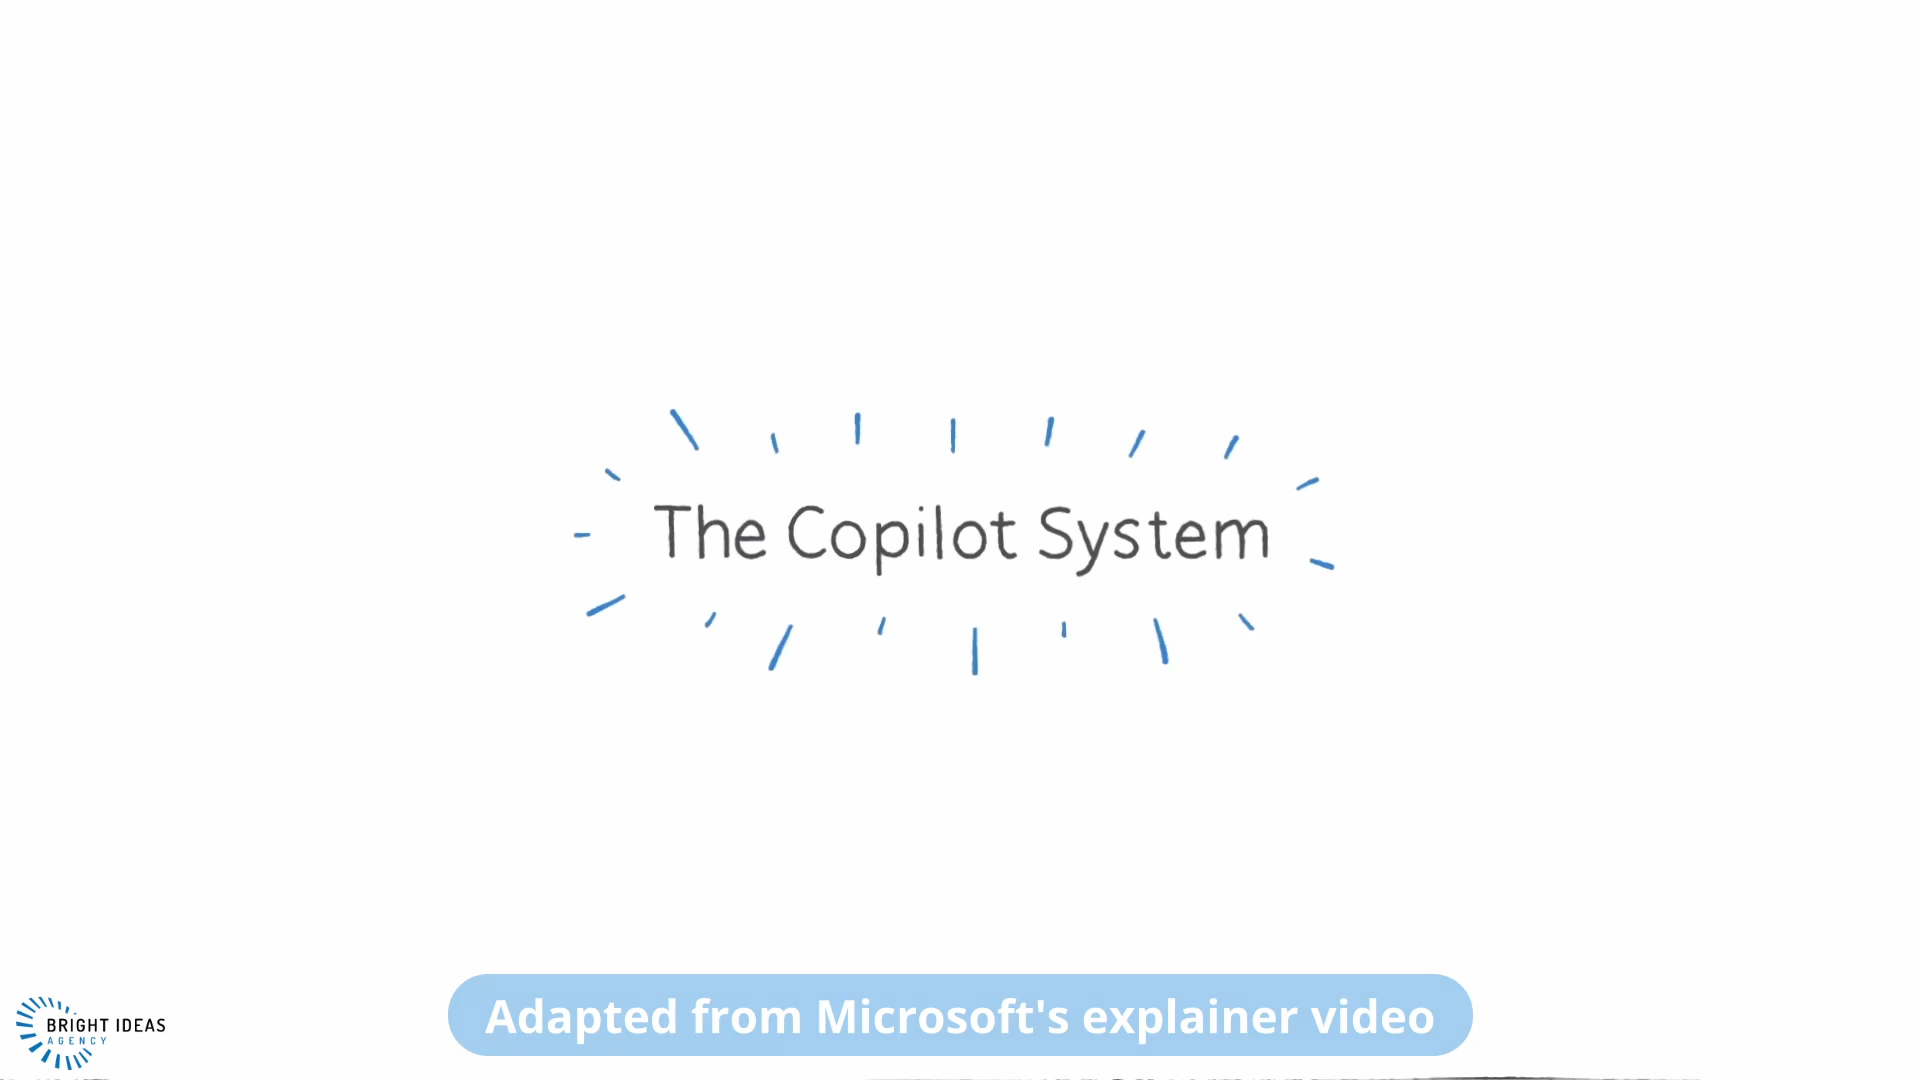 The Copilot System
Adapted from Microsoft's explainer video
BRIGHT IDEAS
AGENCY